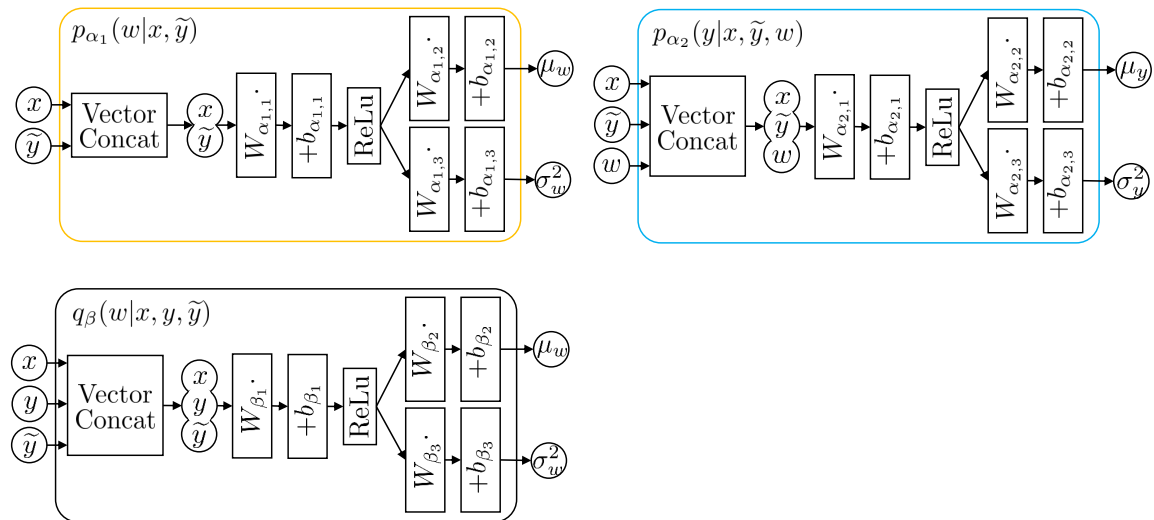 p_{α_1}(w|x, ỹ)
x
ỹ
Vector
Concat
x
ỹ
W_{α_{1,1}}·
+b_{α_{1,1}}
ReLu
W_{α_{1,2}}·
+b_{α_{1,2}}
μ_w
W_{α_{1,3}}·
+b_{α_{1,3}}
σ_w^2
p_{α_2}(y|x, ỹ, w)
x
ỹ
w
Vector
Concat
x
ỹ
w
W_{α_{2,1}}·
+b_{α_{2,1}}
ReLu
W_{α_{2,2}}·
+b_{α_{2,2}}
μ_y
W_{α_{2,3}}·
+b_{α_{2,3}}
σ_y^2
q_β(w|x, y, ỹ)
x
y
ỹ
Vector
Concat
x
y
ỹ
W_{β_1}·
+b_{β_1}
ReLu
W_{β_2}·
+b_{β_2}
μ_w
W_{β_3}·
+b_{β_3}
σ_w^2